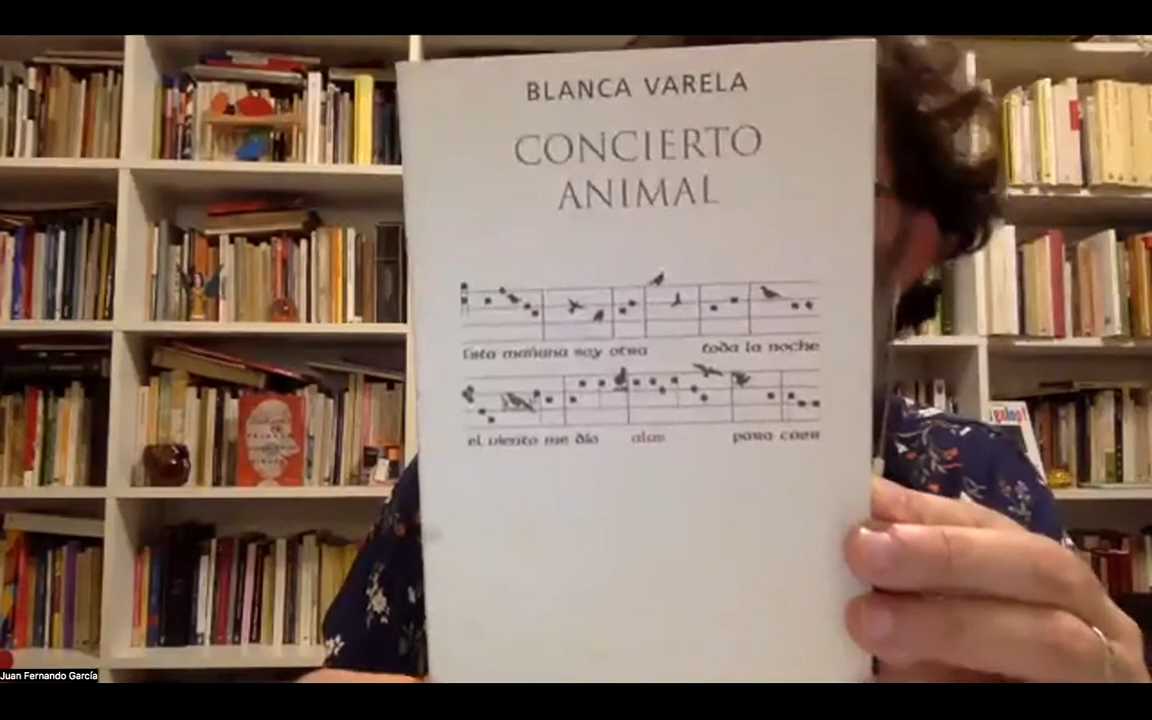 BLANCA VARELA
CONCIERTO
ANIMAL
Esta mañana soy otra toda la noche
el viento me dio alas para caer
Juan Fernando García